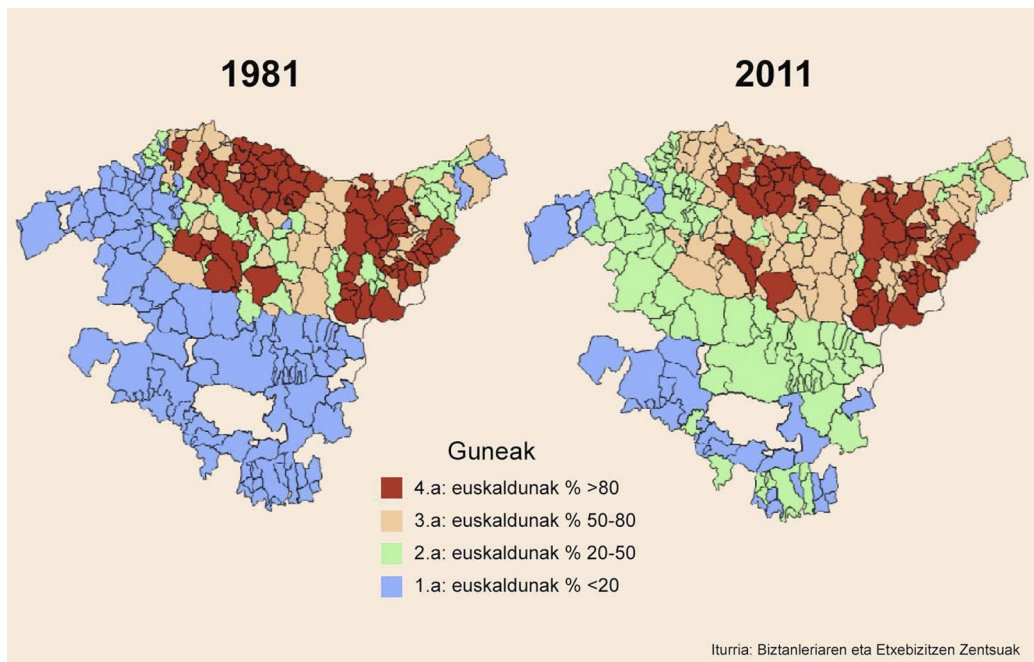 1981
2011
Guneak
4.a: euskaldunak % >80
3.a: euskaldunak % 50-80
2.a: euskaldunak % 20-50
1.a: euskaldunak % <20
Iturria: Biztanleriaren eta Etxebizitzen Zentsuak